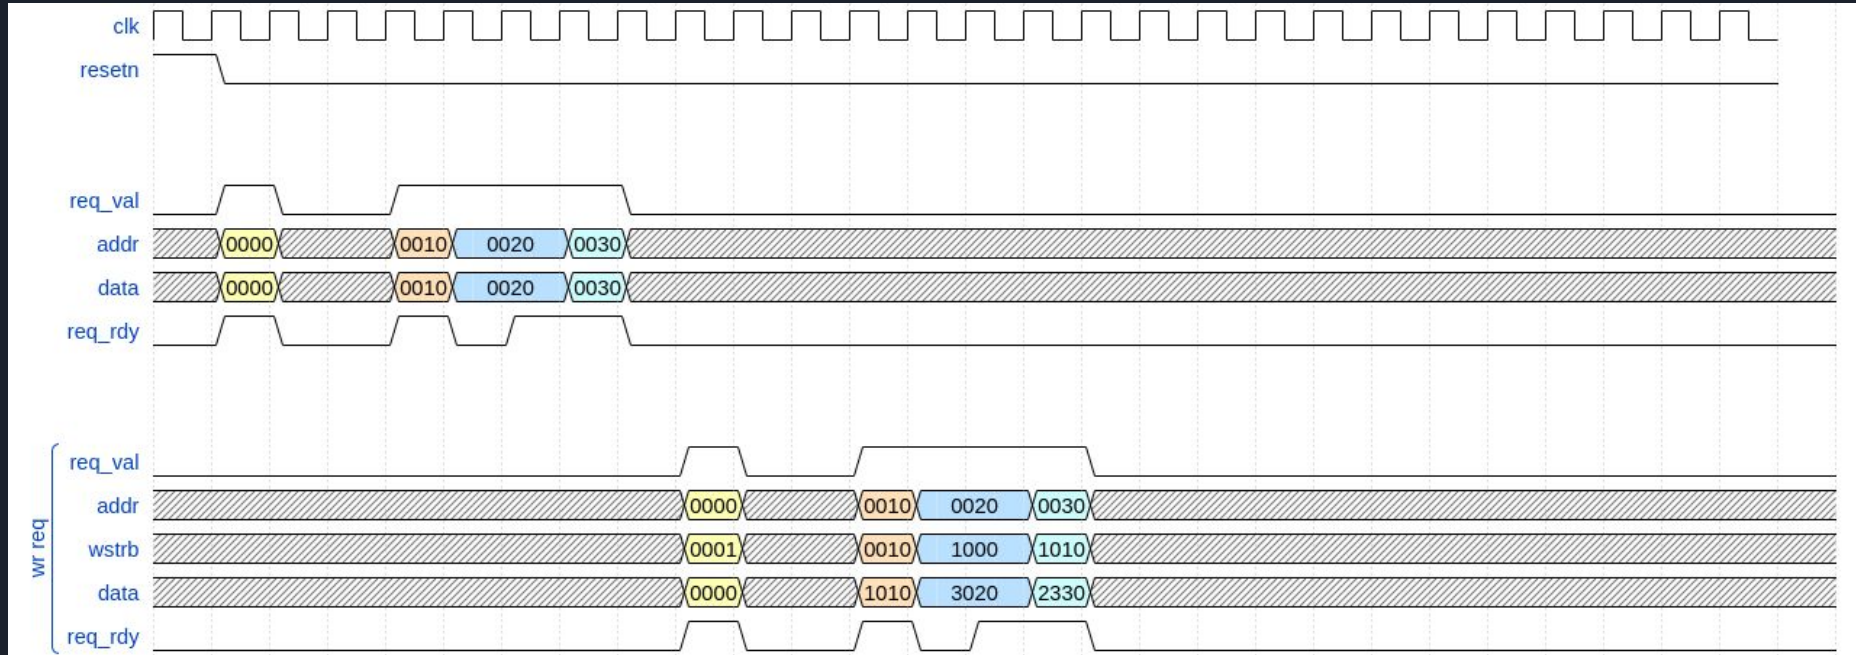 clk
resetn
req_val
addr 0000 0010 0020 0030
data 0000 0010 0020 0030
req_rdy
wr req
req_val
addr 0000 0010 0020 0030
wstrb 0001 0010 1000 1010
data 0000 1010 3020 2330
req_rdy